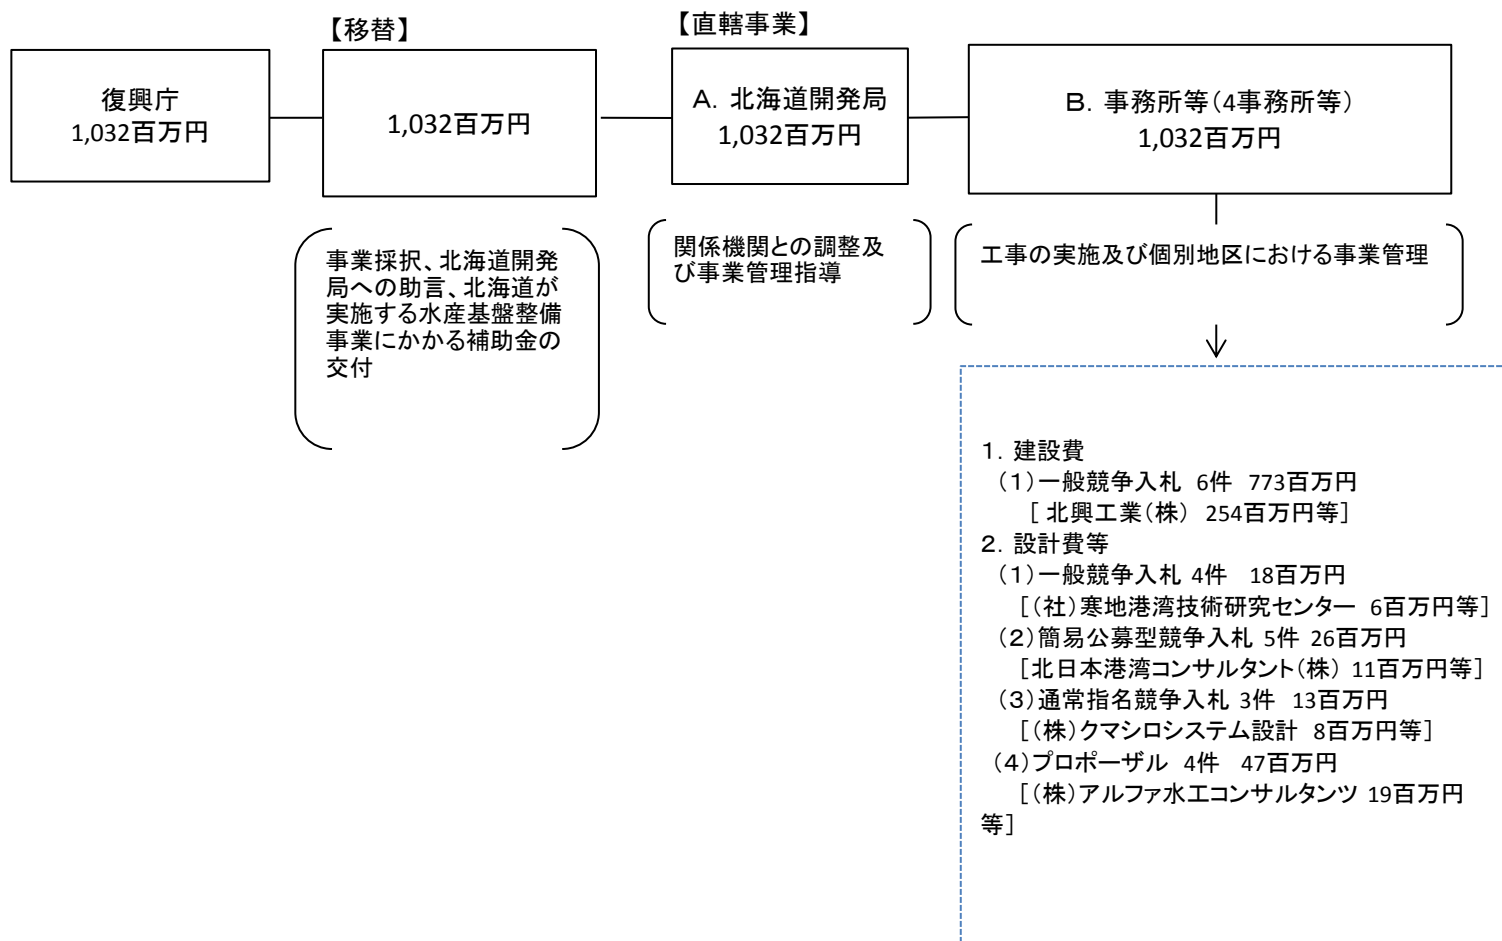 【移替】
【直轄事業】
復興庁
1,032百万円
1,032百万円
A．北海道開発局
1,032百万円
B．事務所等（4事務所等）
1,032百万円
事業採択、北海道開発
局への助言、北海道が
実施する水産基盤整備
事業にかかる補助金の
交付
関係機関との調整及
び事業管理指導
工事の実施及び個別地区における事業管理
1．建設費
（1）一般競争入札 6件 773百万円
［ 北興工業（株） 254百万円等］
2．設計費等
（1）一般競争入札 4件 18百万円
［（社）寒地港湾技術研究センター 6百万円等］
（2）簡易公募型競争入札 5件 26百万円
［北日本港湾コンサルタント（株） 11百万円等］
（3）通常指名競争入札 3件 13百万円
［（株）クマシロシステム設計 8百万円等］
（4）プロポーザル 4件 47百万円
［（株）アルファ水工コンサルタンツ 19百万円
等］